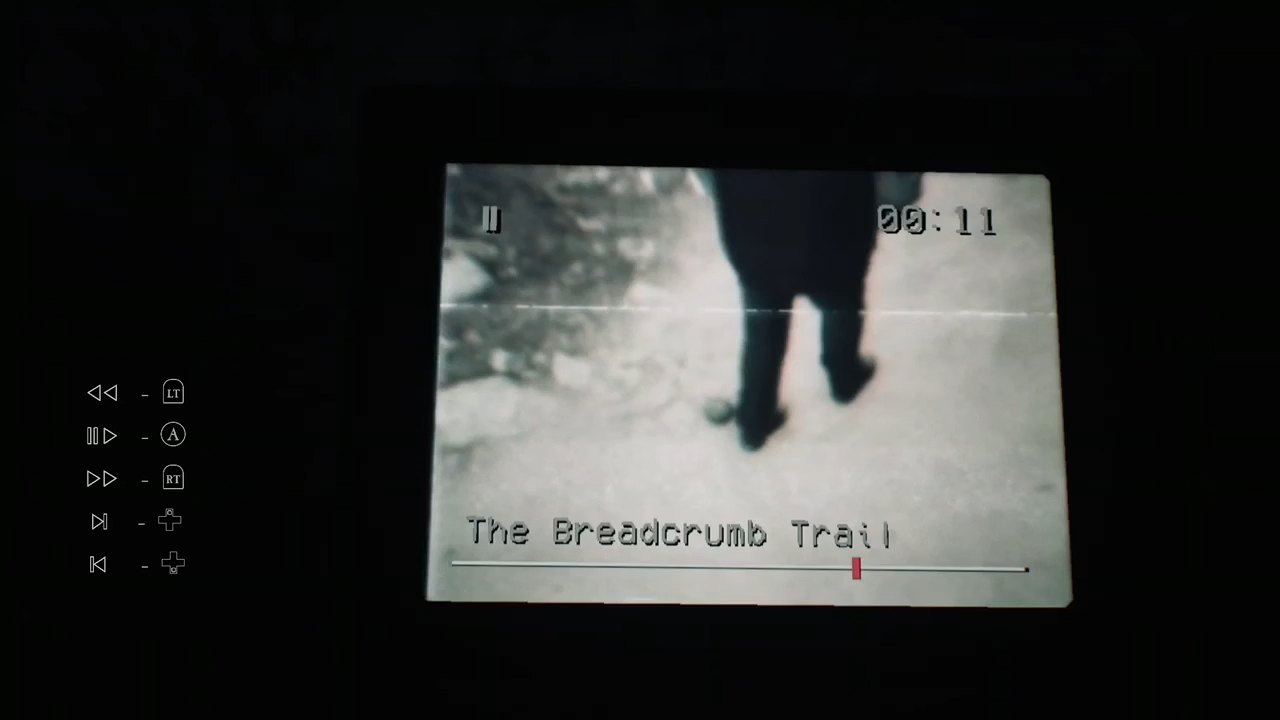 00:11
- LT
- A
- RT
-
-
The Breadcrumb Trail